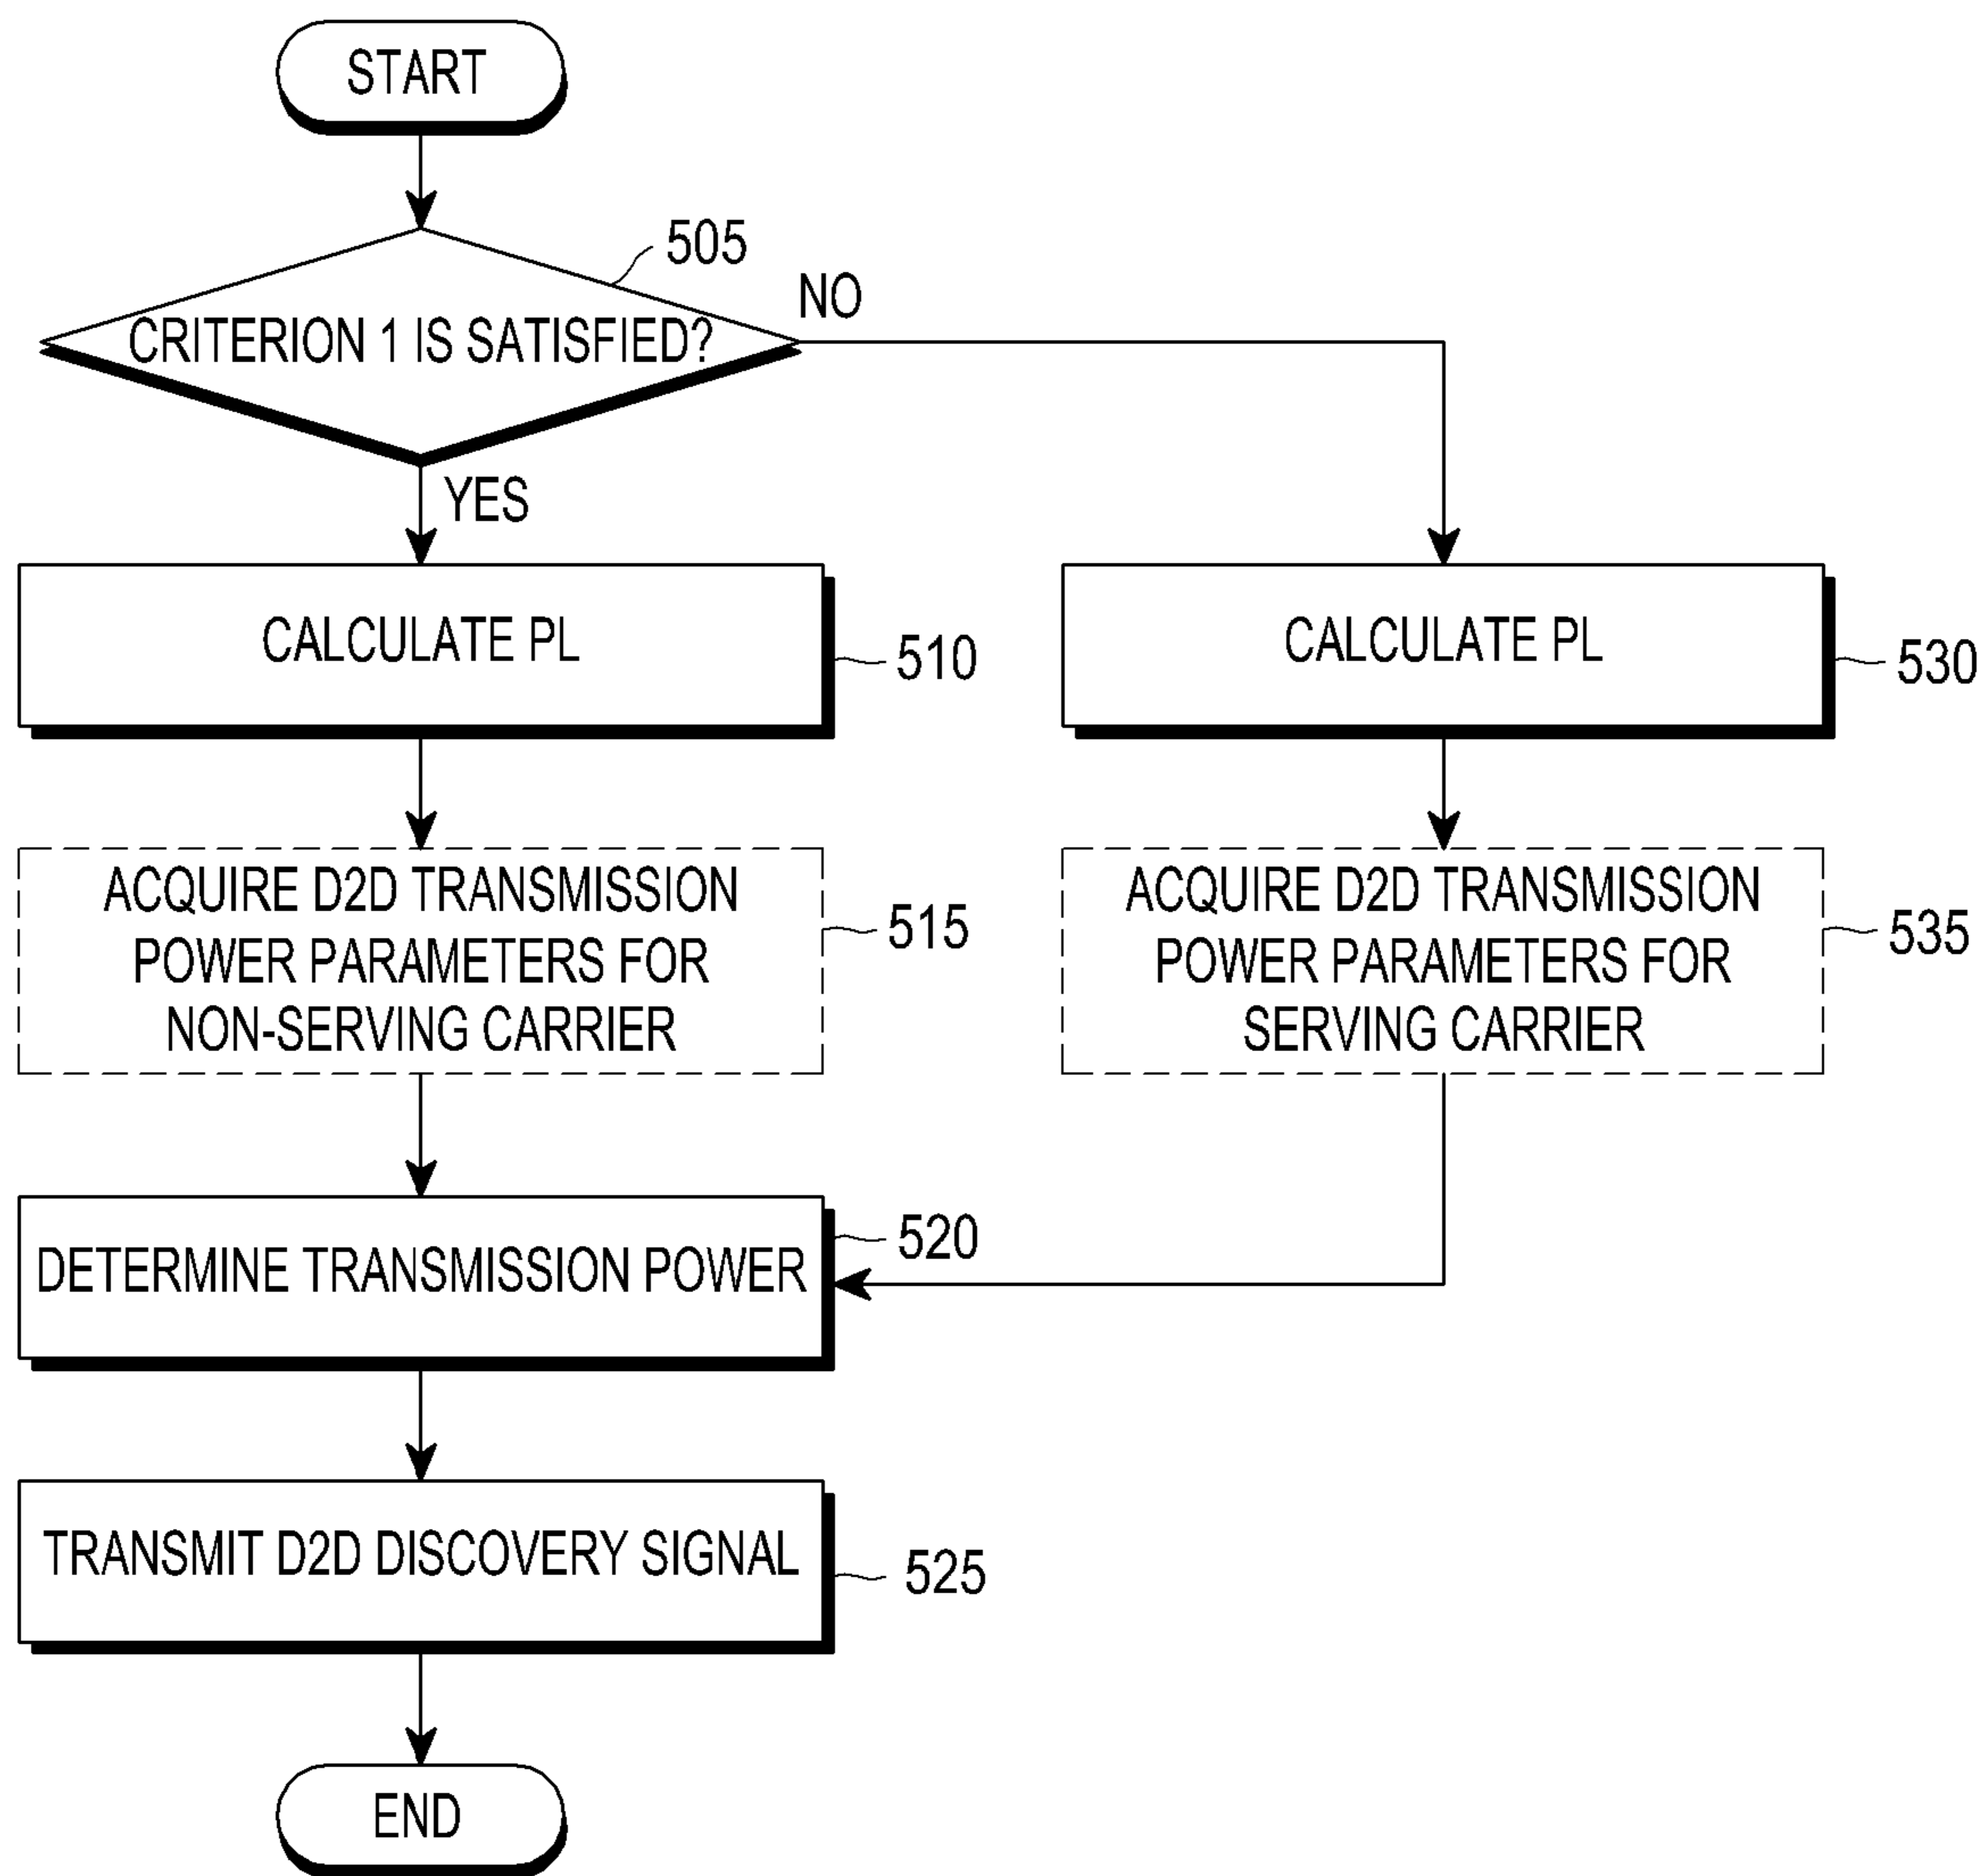 START
505
CRITERION 1 IS SATISFIED?
NO
YES
CALCULATE PL
510
CALCULATE PL
530
ACQUIRE D2D TRANSMISSION
POWER PARAMETERS FOR
NON-SERVING CARRIER
515
ACQUIRE D2D TRANSMISSION
POWER PARAMETERS FOR
SERVING CARRIER
535
DETERMINE TRANSMISSION POWER
520
TRANSMIT D2D DISCOVERY SIGNAL
525
END